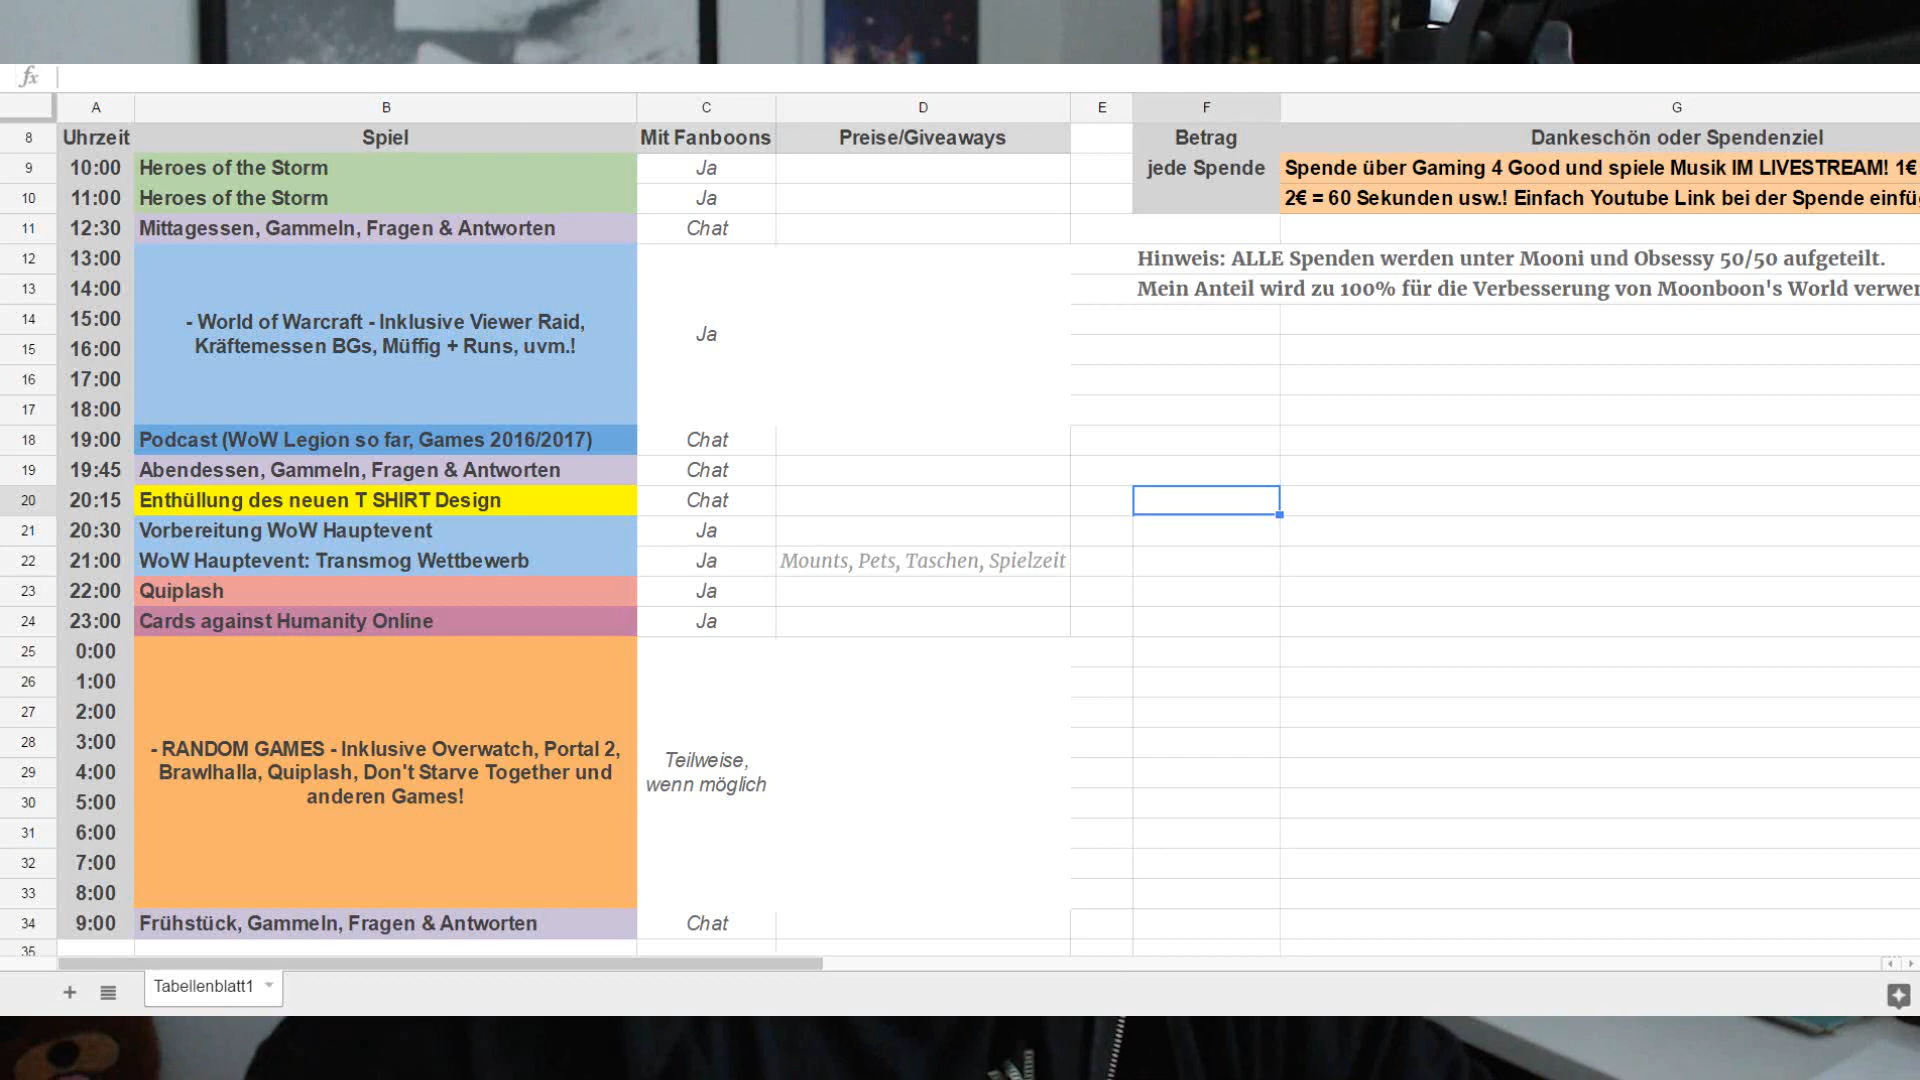 fx
A B C D E F G
8 Uhrzeit Spiel Mit Fanboons Preise/Giveaways Betrag Dankeschön oder Spendenziel
9 10:00 Heroes of the Storm Ja jede Spende Spende über Gaming 4 Good und spiele Musik IM LIVESTREAM! 1€
10 11:00 Heroes of the Storm Ja 2€ = 60 Sekunden usw.! Einfach Youtube Link bei der Spende einfü
11 12:30 Mittagessen, Gammeln, Fragen & Antworten Chat
12 13:00 Hinweis: ALLE Spenden werden unter Mooni und Obsessy 50/50 aufgeteilt.
13 14:00 Mein Anteil wird zu 100% für die Verbesserung von Moonboon's World verwen
14 15:00 - World of Warcraft - Inklusive Viewer Raid,
Ja
15 16:00 Kräftemessen BGs, Müffig + Runs, uvm.!
16 17:00
17 18:00
18 19:00 Podcast (WoW Legion so far, Games 2016/2017) Chat
19 19:45 Abendessen, Gammeln, Fragen & Antworten Chat
20 20:15 Enthüllung des neuen T SHIRT Design Chat
21 20:30 Vorbereitung WoW Hauptevent Ja
22 21:00 WoW Hauptevent: Transmog Wettbewerb Ja Mounts, Pets, Taschen, Spielzeit
23 22:00 Quiplash Ja
24 23:00 Cards against Humanity Online Ja
25 0:00
26 1:00
27 2:00
28 3:00 - RANDOM GAMES - Inklusive Overwatch, Portal 2, Teilweise,
29 4:00 Brawlhalla, Quiplash, Don't Starve Together und wenn möglich
30 5:00 anderen Games!
31 6:00
32 7:00
33 8:00
34 9:00 Frühstück, Gammeln, Fragen & Antworten Chat
35
Tabellenblatt1